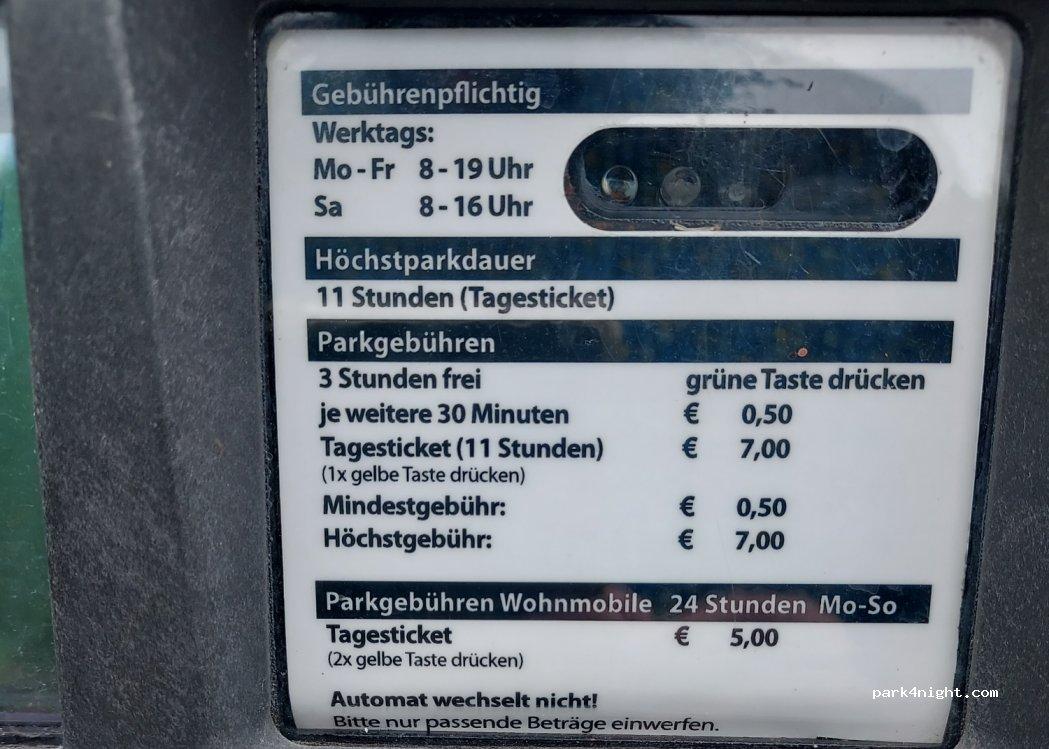 Gebührenpflichtig
Werktags:
Mo - Fr 8 - 19 Uhr
Sa 8 - 16 Uhr
Höchstparkdauer
11 Stunden (Tagesticket)
Parkgebühren
3 Stunden frei grüne Taste drücken
je weitere 30 Minuten € 0,50
Tagesticket (11 Stunden) € 7,00
(1x gelbe Taste drücken)
Mindestgebühr: € 0,50
Höchstgebühr: € 7,00
Parkgebühren Wohnmobile 24 Stunden Mo-So
Tagesticket € 5,00
(2x gelbe Taste drücken)
Automat wechselt nicht!
Bitte nur passende Beträge einwerfen.
park4night.com